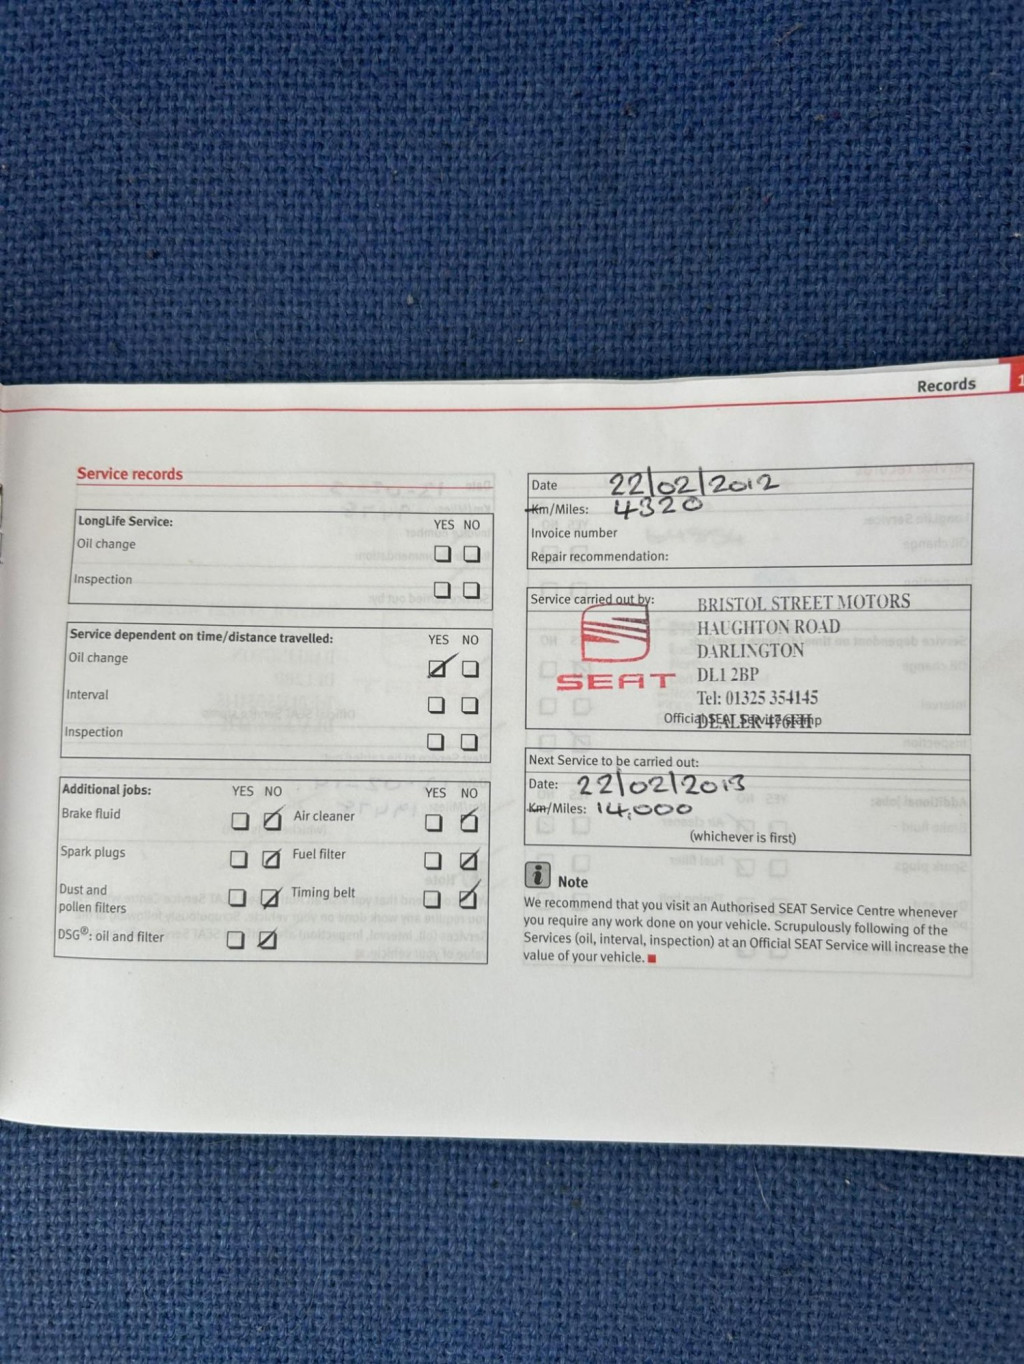 Records
1
Service records
LongLife Service:
YES NO
Oil change
Inspection
Service dependent on time/distance travelled:
YES NO
Oil change
Interval
Inspection
Additional jobs:
YES NO
YES NO
Brake fluid
Air cleaner
Spark plugs
Fuel filter
Dust and
pollen filters
Timing belt
DSG®: oil and filter
Date 22/02/2012
Km/Miles: 4320
Invoice number
Repair recommendation:
Service carried out by:
SEAT
BRISTOL STREET MOTORS
HAUGHTON ROAD
DARLINGTON
DL1 2BP
Tel: 01325 354145
Official SEAT Service Stamp
DEALER
Next Service to be carried out:
Date: 22/02/2013
Km/Miles: 14,000
(whichever is first)
i Note
We recommend that you visit an Authorised SEAT Service Centre whenever
you require any work done on your vehicle. Scrupulously following of the
Services (oil, interval, inspection) at an Official SEAT Service will increase the
value of your vehicle.